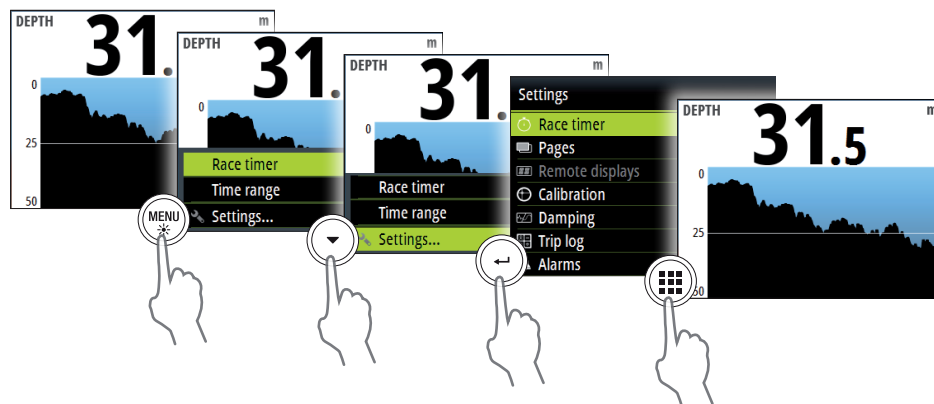 DEPTH m
31.
0
25
50
MENU
DEPTH m
31.
0
Race timer
Time range
Settings...
DEPTH m
31.
0
Race timer
Time range
Settings...
Settings
Race timer
Pages
Remote displays
Calibration
Damping
Trip log
Alarms
DEPTH m
31.5
0
25
50